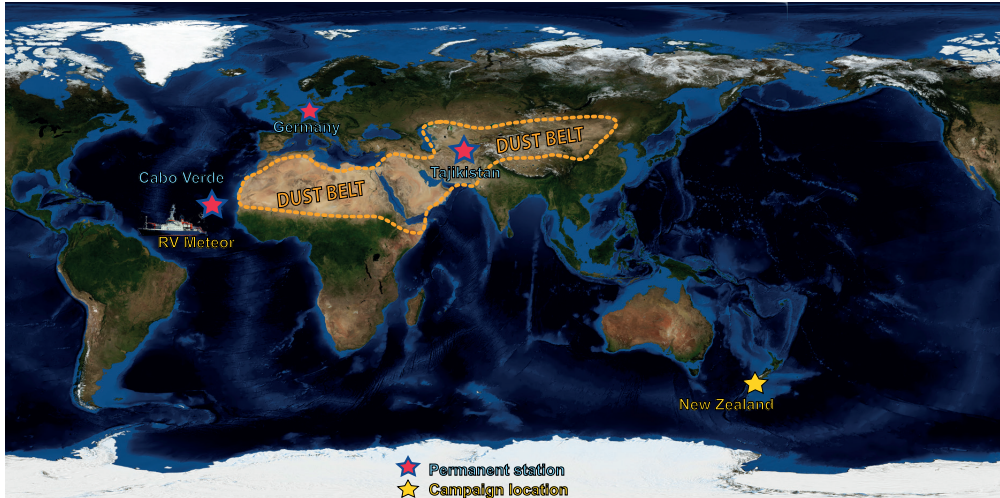 Germany
DUST BELT
Tajikistan
Cabo Verde
DUST BELT
RV Meteor
New Zealand
Permanent station
Campaign location